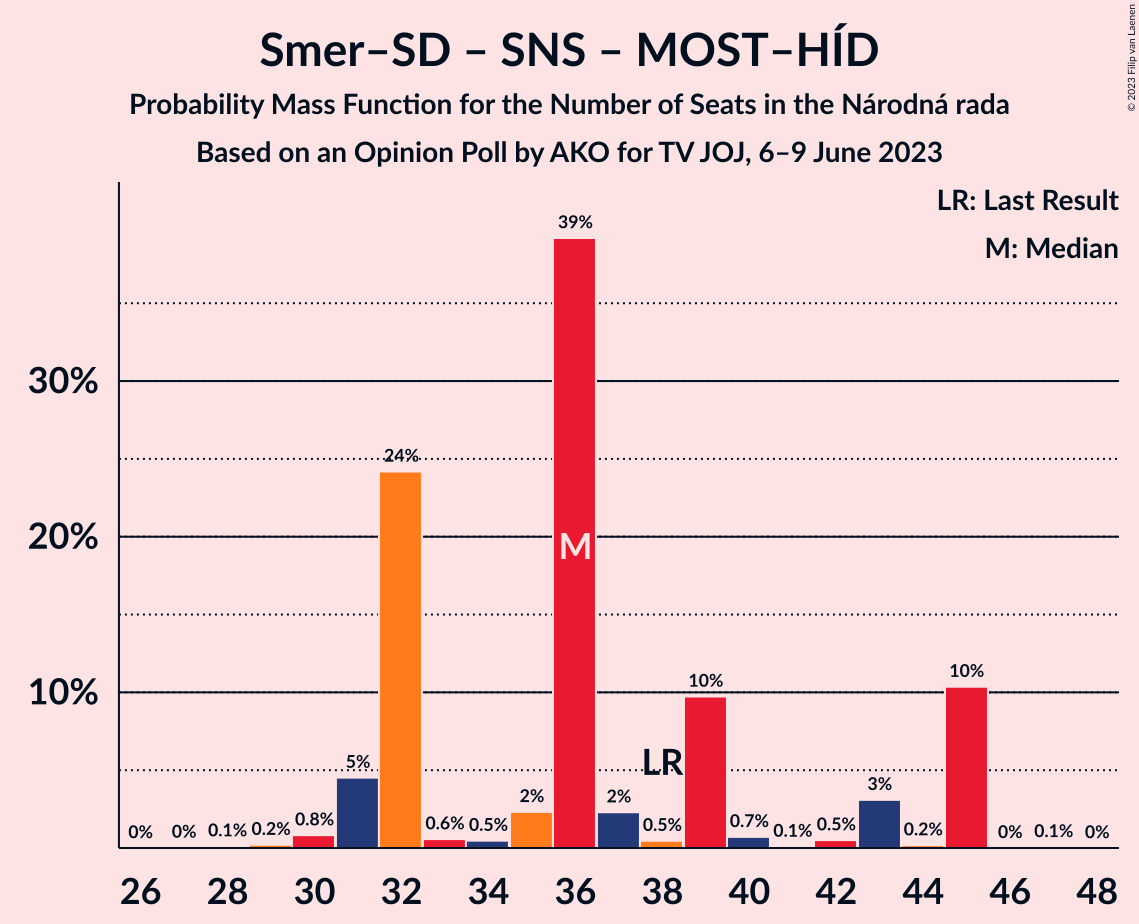 Smer–SD – SNS – MOST–HÍD
Probability Mass Function for the Number of Seats in the Národná rada
Based on an Opinion Poll by AKO for TV JOJ, 6–9 June 2023
© 2023 Filip van Laenen
LR: Last Result
M: Median
30%
20%
10%
0% 0% 0.1% 0.2% 0.8% 5% 24% 0.6% 0.5% 2% 39% 2% 0.5% 10% 0.7% 0.1% 0.5% 3% 0.2% 10% 0% 0.1% 0%
M
LR
26 28 30 32 34 36 38 40 42 44 46 48